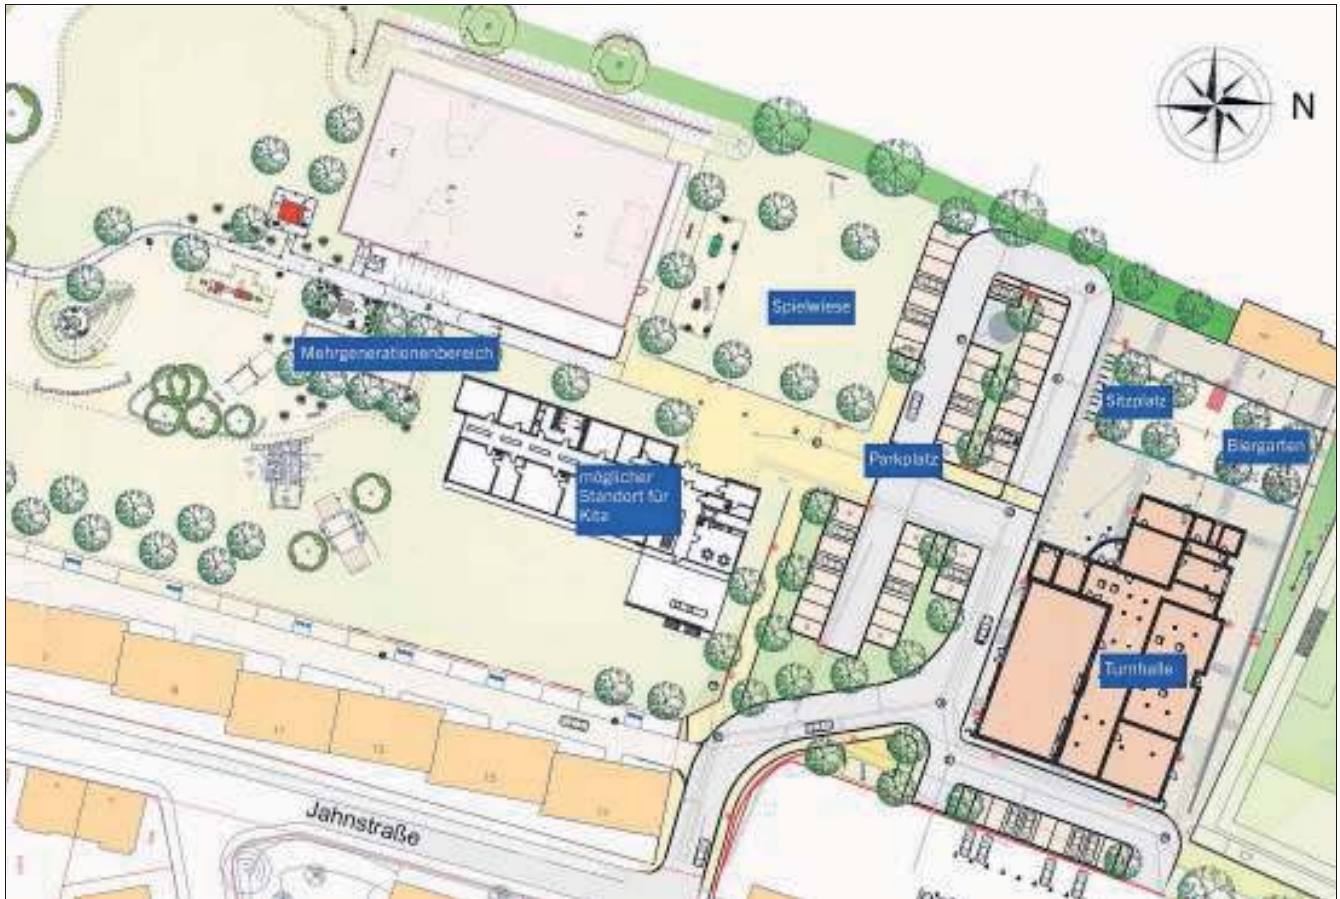 N
Spielwiese
Mehrgenerationenbereich
Sitzplatz
Biergarten
Parkplatz
möglicher
Standort für
Kita
Turnhalle
Jahnstraße